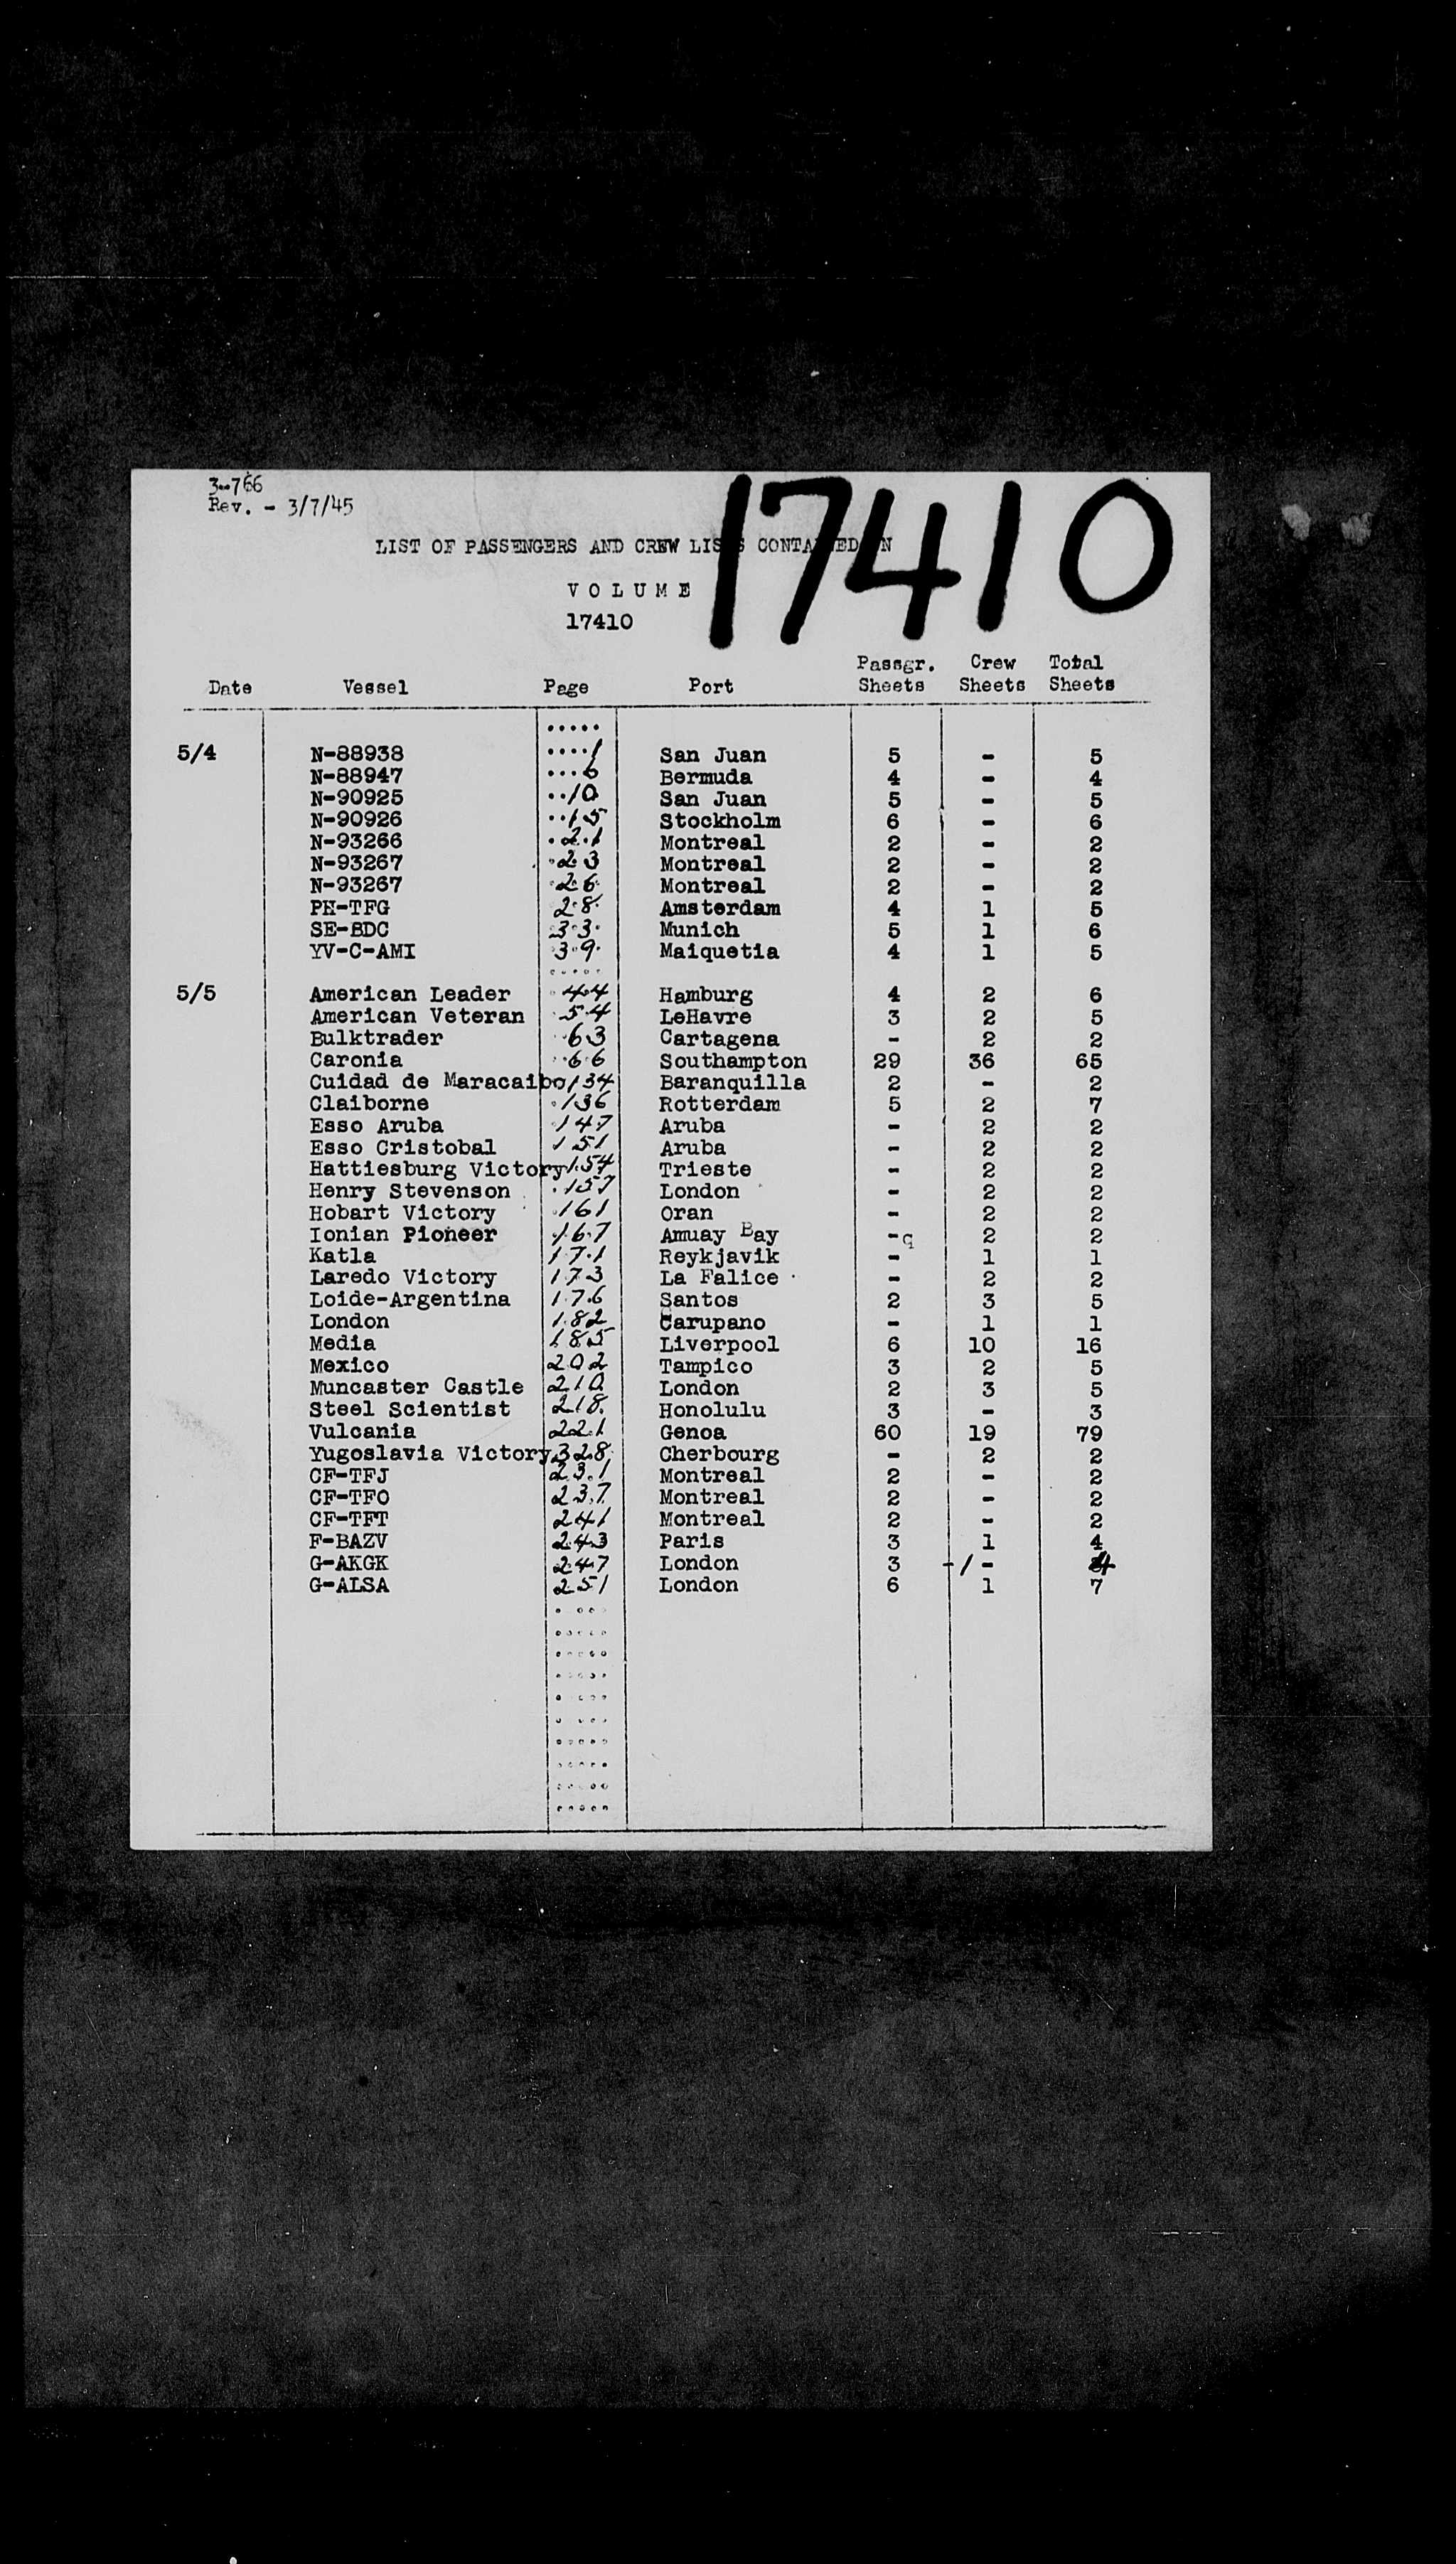 3-766
Rev. - 3/7/45
17410
LIST OF PASSENGERS AND CREW LISTS CONTAINED IN
VOLUME
17410
Date Vessel Page Port Passgr. Sheets Crew Sheets Total Sheets
5/4 N-88938 1 San Juan 5 - 5
N-88947 6 Bermuda 4 - 4
N-90925 10 San Juan 5 - 5
N-90926 15 Stockholm 6 - 6
N-93266 21 Montreal 2 - 2
N-93267 23 Montreal 2 - 2
N-93267 26 Montreal 2 - 2
PH-TFG 28 Amsterdam 4 1 5
SE-BDC 33 Munich 5 1 6
YV-C-AMI 39 Maiquetia 4 1 5
5/5 American Leader 44 Hamburg 4 2 6
American Veteran 54 LeHavre 3 2 5
Bulktrader 63 Cartagena - 2 2
Caronia 66 Southampton 29 36 65
Cuidad de Maracaibo 134 Baranquilla 2 - 2
Claiborne 136 Rotterdam 5 2 7
Esso Aruba 147 Aruba - 2 2
Esso Cristobal 151 Aruba - 2 2
Hattiesburg Victory 154 Trieste - 2 2
Henry Stevenson 157 London - 2 2
Hobart Victory 161 Oran - 2 2
Ionian Pioneer 167 Amuay Bay -q 2 2
Katla 171 Reykjavik - 1 1
Laredo Victory 173 La Palice - 2 2
Loide-Argentina 176 Santos 2 3 5
London 182 Carupano - 1 1
Media 185 Liverpool 6 10 16
Mexico 202 Tampico 3 2 5
Muncaster Castle 210 London 2 3 5
Steel Scientist 218 Honolulu 3 - 3
Vulcania 221 Genoa 60 19 79
Yugoslavia Victory 328 Cherbourg - 2 2
CF-TFJ 231 Montreal 2 - 2
CF-TFO 237 Montreal 2 - 2
CF-TFT 241 Montreal 2 - 2
F-BAZV 243 Paris 3 1 4
G-AKGK 247 London 3 -1- 4
G-ALSA 251 London 6 1 7